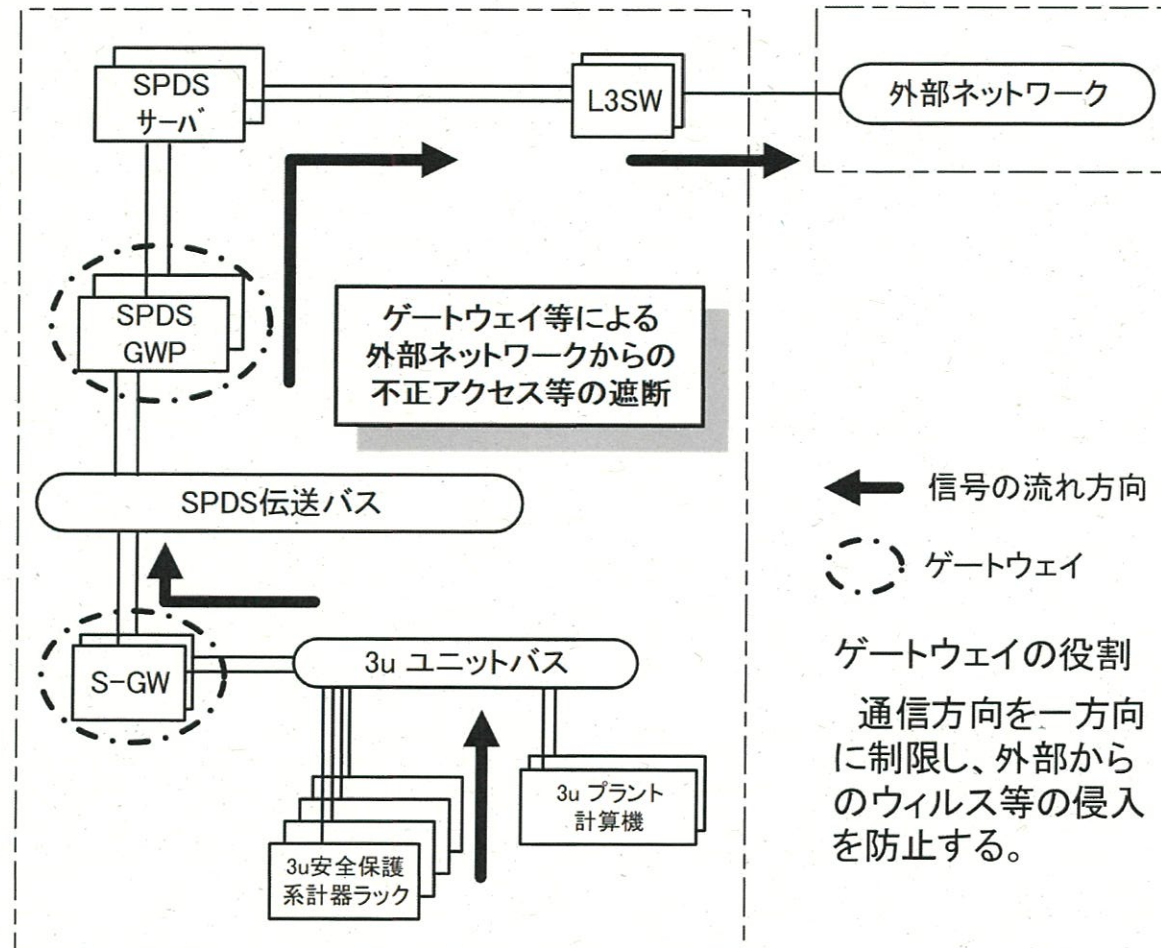 SPDS
サーバ
L3SW
外部ネットワーク
SPDS
GWP
ゲートウェイ等による
外部ネットワークからの
不正アクセス等の遮断
SPDS伝送バス
信号の流れ方向
ゲートウェイ
S-GW
3u ユニットバス
ゲートウェイの役割
通信方向を一方向
に制限し、外部から
のウィルス等の侵入
を防止する。
3u プラント
計算機
3u安全保護
系計器ラック